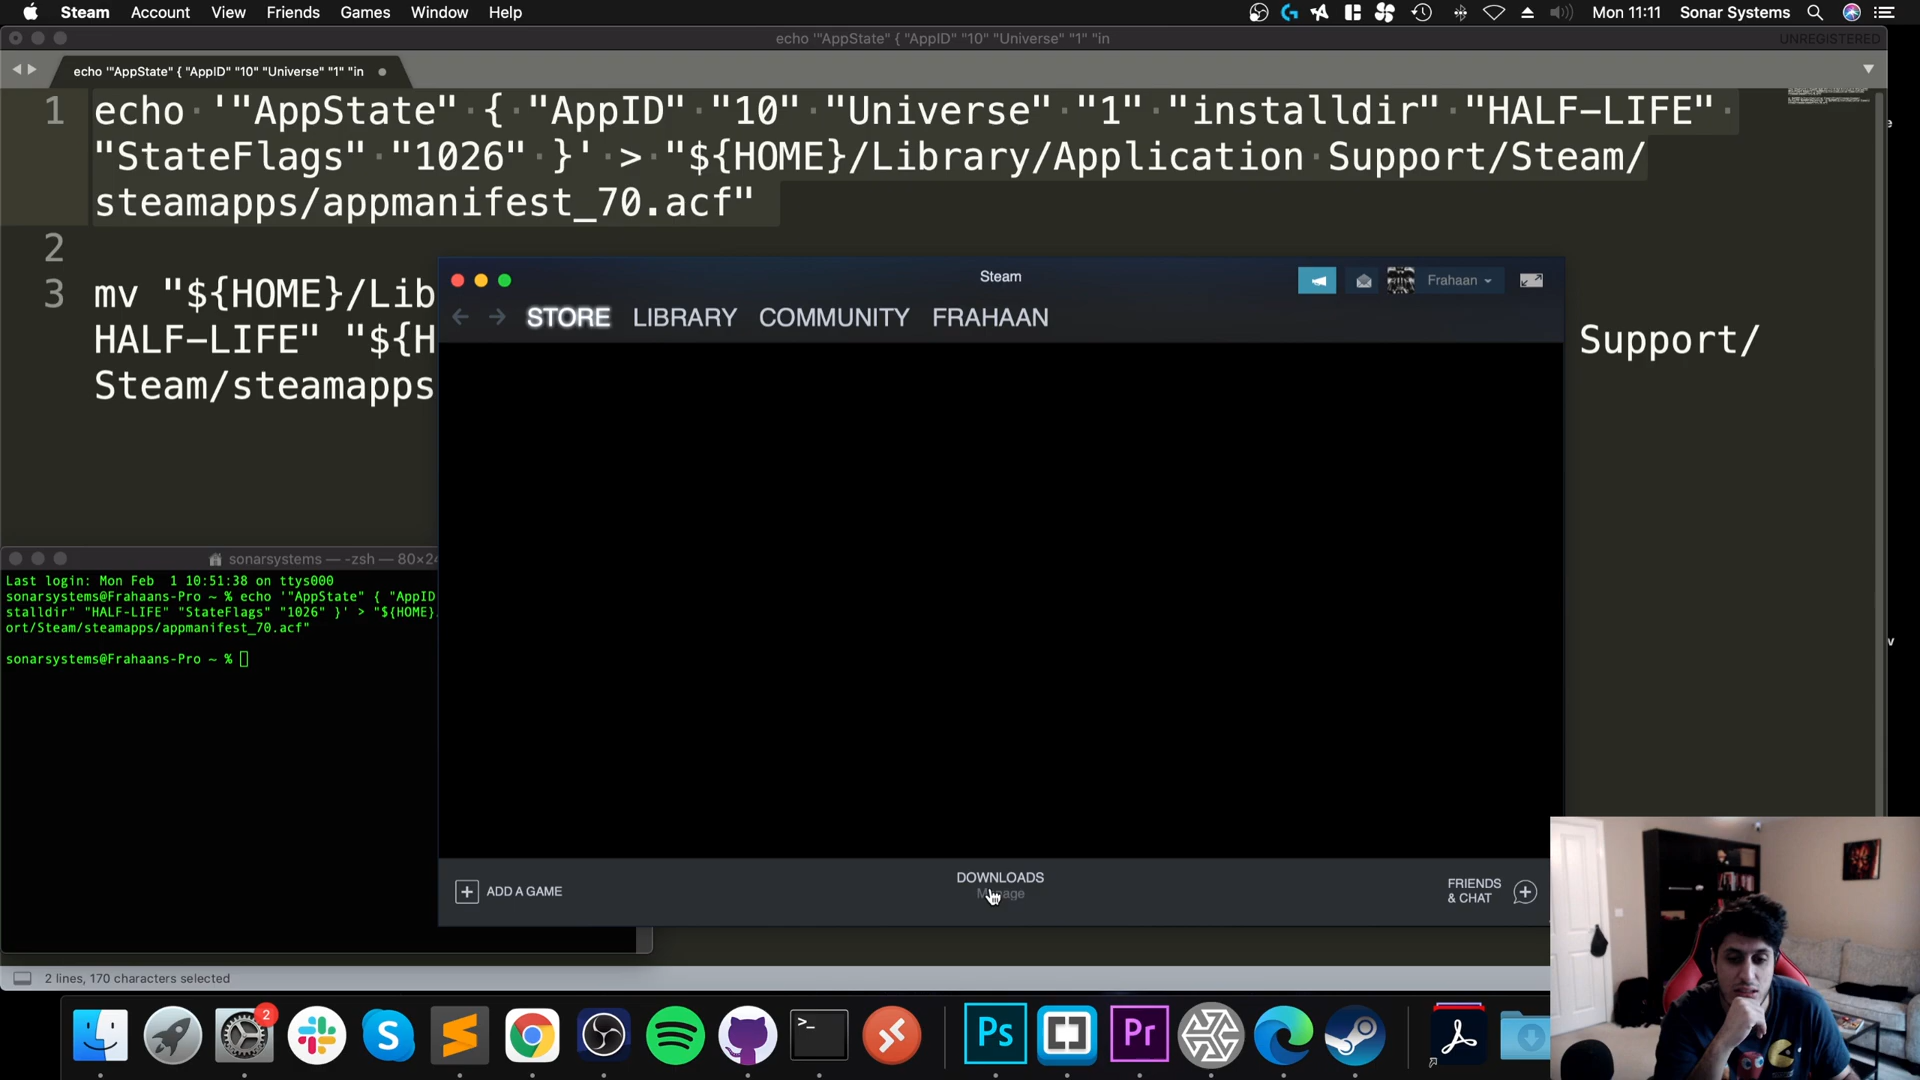 Steam Account View Friends Games Window Help Mon 11:11 Sonar Systems
echo '"AppState" { "AppID" "10" "Universe" "1" "in UNREGISTERED
echo '"AppState" { "AppID" "10" "Universe" "1" "in
1 echo '"AppState" { "AppID" "10" "Universe" "1" "installdir" "HALF-LIFE"
"StateFlags" "1026" }' > "${HOME}/Library/Application Support/Steam/
steamapps/appmanifest_70.acf"
2
3 mv "${HOME}/Lib
HALF-LIFE" "${H Support/
Steam/steamapps
Steam
Frahaan
STORE LIBRARY COMMUNITY FRAHAAN
sonarsystems — -zsh — 80×24
Last login: Mon Feb 1 10:51:38 on ttys000
sonarsystems@Frahaans-Pro ~ % echo '"AppState" { "AppID
stalldir" "HALF-LIFE" "StateFlags" "1026" }' > "${HOME}
ort/Steam/steamapps/appmanifest_70.acf"
sonarsystems@Frahaans-Pro ~ %
ADD A GAME
DOWNLOADS
Manage
FRIENDS
& CHAT
2 lines, 170 characters selected
2
Ps
Pr